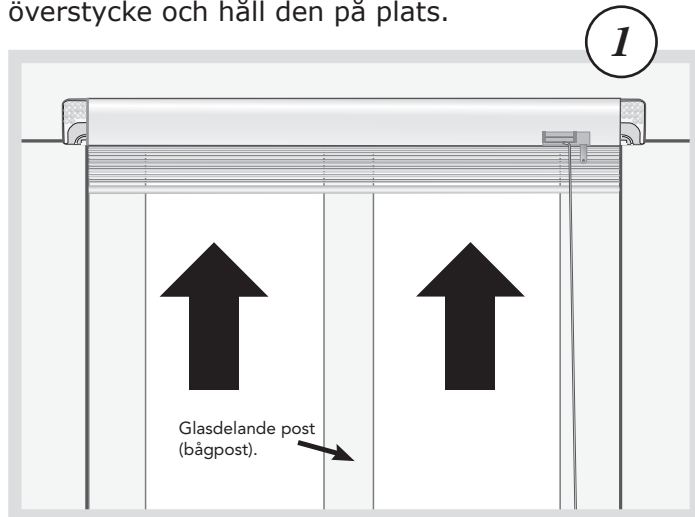 överstycke och håll den på plats.
1
Glasdelande post
(bågpost).